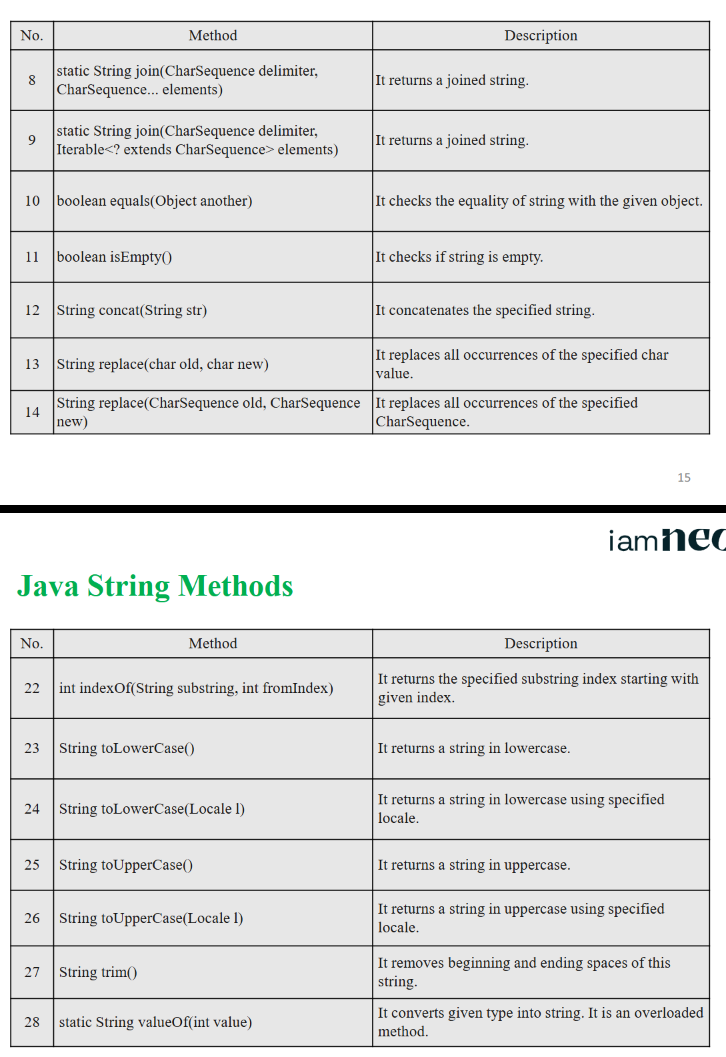 No. Method Description
8 static String join(CharSequence delimiter, CharSequence... elements) It returns a joined string.
9 static String join(CharSequence delimiter, Iterable<? extends CharSequence> elements) It returns a joined string.
10 boolean equals(Object another) It checks the equality of string with the given object.
11 boolean isEmpty() It checks if string is empty.
12 String concat(String str) It concatenates the specified string.
13 String replace(char old, char new) It replaces all occurrences of the specified char value.
14 String replace(CharSequence old, CharSequence new) It replaces all occurrences of the specified CharSequence.
15
iamneo
Java String Methods
No. Method Description
22 int indexOf(String substring, int fromIndex) It returns the specified substring index starting with given index.
23 String toLowerCase() It returns a string in lowercase.
24 String toLowerCase(Locale l) It returns a string in lowercase using specified locale.
25 String toUpperCase() It returns a string in uppercase.
26 String toUpperCase(Locale l) It returns a string in uppercase using specified locale.
27 String trim() It removes beginning and ending spaces of this string.
28 static String valueOf(int value) It converts given type into string. It is an overloaded method.